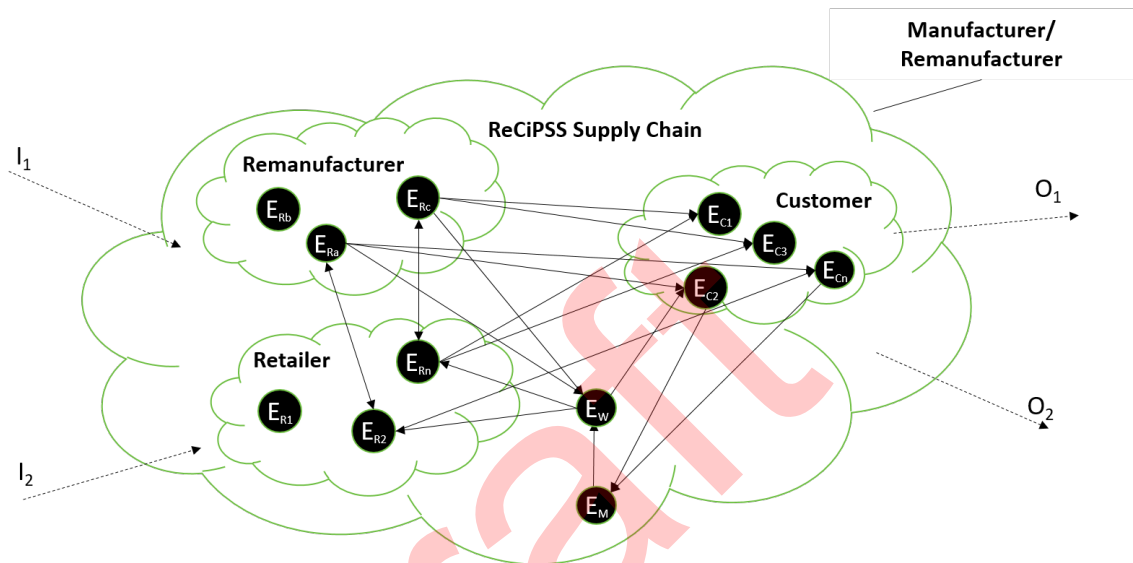 Manufacturer/
Remanufacturer
ReCiPSS Supply Chain
I1
Remanufacturer
Customer
O1
ERb
ERc
ERa
EC1
EC3
ECn
EC2
Retailer
ERn
ER1
ER2
EW
O2
I2
EM